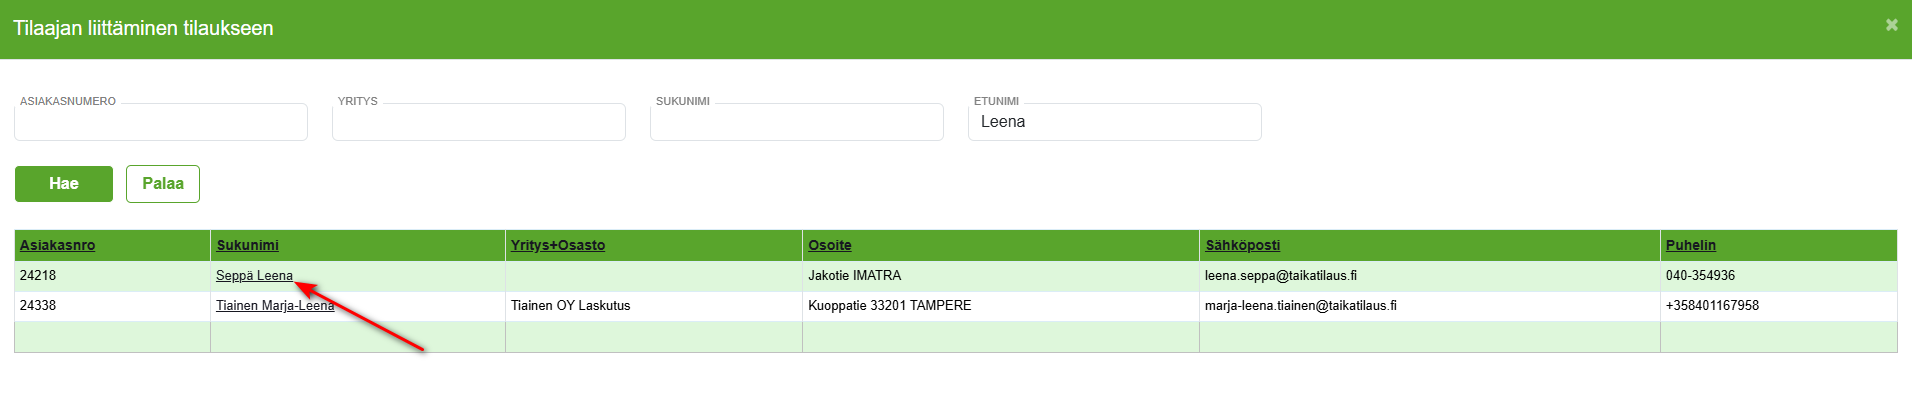 Tilaajan liittäminen tilaukseen ×
ASIAKASNUMERO YRITYS SUKUNIMI ETUNIMI
Leena
Hae Palaa
Asiakasnro Sukunimi Yritys+Osasto Osoite Sähköposti Puhelin
24218 Seppä Leena Jakotie IMATRA leena.seppa@taikatilaus.fi 040-354936
24338 Tiainen Marja-Leena Tiainen OY Laskutus Kuoppatie 33201 TAMPERE marja-leena.tiainen@taikatilaus.fi +358401167958